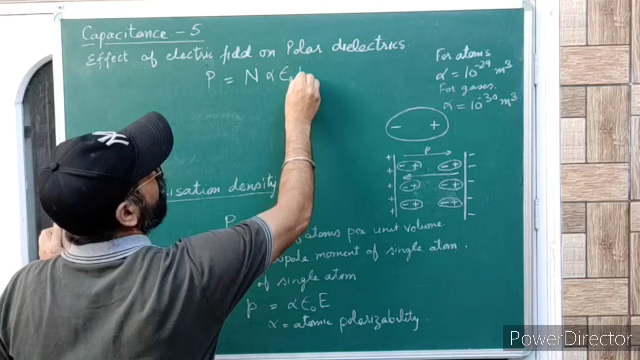 Capacitance - 5
Effect of electric field on Polar dielectrics.
P = N α ε
For atoms
α = 10⁻²⁹ m³
For gases
α = 10⁻³⁰ m³
- +
P
isation density
P
atoms per unit volume.
pole moment of single atom.
of single atom
p = α ε₀ E
α = atomic polarizability
PowerDirector